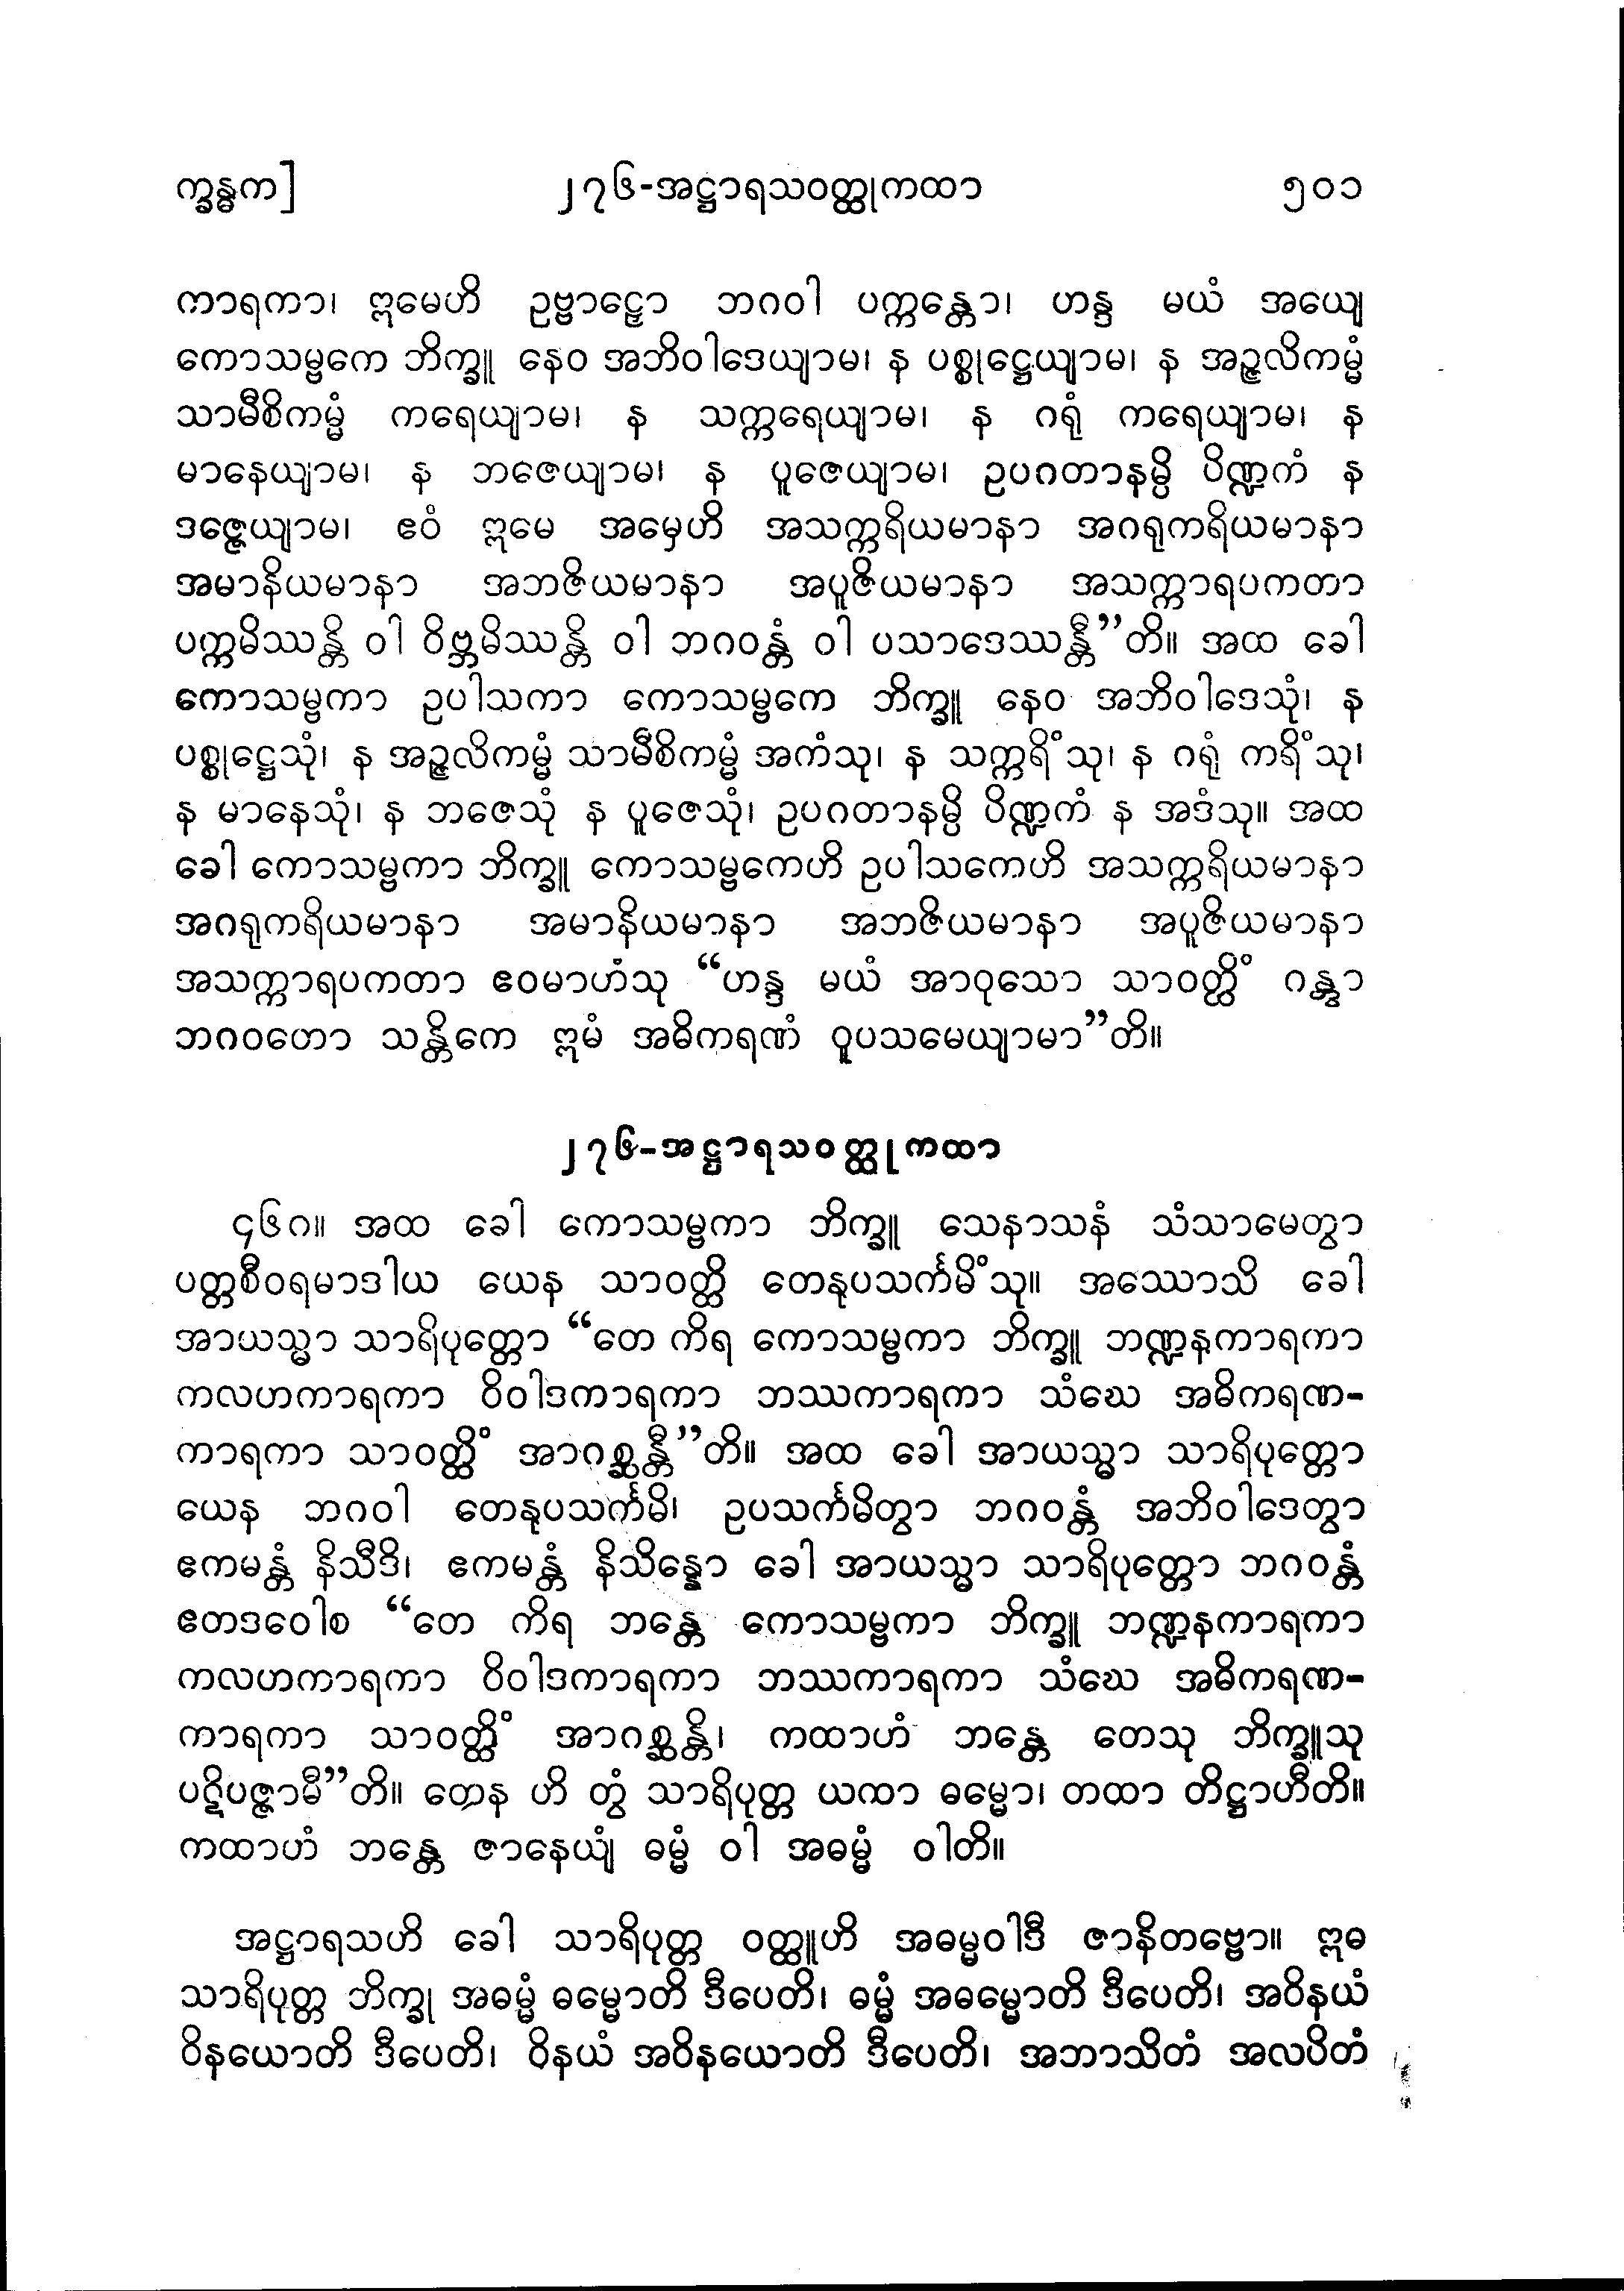 က္ခန္ဓက]		၂၇၆-အဋ္ဌာရသဝတ္ထုကထာ		၅၀၁
ကာရကာ၊ ဣမေဟိ ဥဗ္ဗာဠှော ဘဂဝါ ပက္ကန္တော၊ ဟန္ဒ မယံ အယျေ
ကောသမ္ဗကေ ဘိက္ခူ နေဝ အဘိဝါဒေယျာမ၊ န ပစ္စုဋ္ဌေယျာမ၊ န အဉ္ဇလိကမ္မံ
သာမီစိကမ္မံ ကရေယျာမ၊ န သက္ကရေယျာမ၊ န ဂရုံ ကရေယျာမ၊ န
မာနေယျာမ၊ န ဘဇေယျာမ၊ န ပူဇေယျာမ၊ ဥပဂတာနမ္ပိ ပိဏ္ဍကံ န
ဒဇ္ဇေယျာမ၊ ဧဝံ ဣမေ အမှေဟိ အသက္ကရိယမာနာ အဂရုကရိယမာနာ
အမာနိယမာနာ အဘဇိယမာနာ အပူဇိယမာနာ အသက္ကာရပကတာ
ပက္ကမိဿန္တိ ဝါ ဝိဗ္ဘမိဿန္တိ ဝါ ဘဂဝန္တံ ဝါ ပသာဒေဿန္တီ”တိ။ အထ ခေါ
ကောသမ္ဗကာ ဥပါသကာ ကောသမ္ဗကေ ဘိက္ခူ နေဝ အဘိဝါဒေသုံ၊ န
ပစ္စုဋ္ဌေသုံ၊ န အဉ္ဇလိကမ္မံ သာမီစိကမ္မံ အကံသု၊ န သက္ကရိံသု၊ န ဂရုံ ကရိံသု၊
န မာနေသုံ၊ န ဘဇေသုံ န ပူဇေသုံ၊ ဥပဂတာနမ္ပိ ပိဏ္ဍကံ န အဒံသု။ အထ
ခေါ ကောသမ္ဗကာ ဘိက္ခူ ကောသမ္ဗကေဟိ ဥပါသကေဟိ အသက္ကရိယမာနာ
အဂရုကရိယမာနာ အမာနိယမာနာ အဘဇိယမာနာ အပူဇိယမာနာ
အသက္ကာရပကတာ ဧဝမာဟံသု “ဟန္ဒ မယံ အာဝုသော သာဝတ္ထိံ ဂန္တွာ
ဘဂဝတော သန္တိကေ ဣမံ အဓိကရဏံ ဝူပသမေယျာမာ”တိ။
၂၇၆-အဋ္ဌာရသဝတ္ထုကထာ
၄၆၈။ အထ ခေါ ကောသမ္ဗကာ ဘိက္ခူ သေနာသနံ သံသာမေတွာ
ပတ္တစီဝရမာဒါယ ယေန သာဝတ္ထိ တေနုပသင်္ကမိံသု။ အဿောသိ ခေါ
အာယသ္မာ သာရိပုတ္တော “တေ ကိရ ကောသမ္ဗကာ ဘိက္ခူ ဘဏ္ဍနကာရကာ
ကလဟကာရကာ ဝိဝါဒကာရကာ ဘဿကာရကာ သံဃေ အဓိကရဏ-
ကာရကာ သာဝတ္ထိံ အာဂစ္ဆန္တီ”တိ။ အထ ခေါ အာယသ္မာ သာရိပုတ္တော
ယေန ဘဂဝါ တေနုပသင်္ကမိ၊ ဥပသင်္ကမိတွာ ဘဂဝန္တံ အဘိဝါဒေတွာ
ဧကမန္တံ နိသီဒိ၊ ဧကမန္တံ နိသိန္နော ခေါ အာယသ္မာ သာရိပုတ္တော ဘဂဝန္တံ
ဧတဒဝေါစ “တေ ကိရ ဘန္တေ ကောသမ္ဗကာ ဘိက္ခူ ဘဏ္ဍနကာရကာ
ကလဟကာရကာ ဝိဝါဒကာရကာ ဘဿကာရကာ သံဃေ အဓိကရဏ-
ကာရကာ သာဝတ္ထိံ အာဂစ္ဆန္တိ၊ ကထာဟံ ဘန္တေ တေသု ဘိက္ခူသု
ပဋိပဇ္ဇာမီ”တိ။ တေန ဟိ တွံ သာရိပုတ္တ ယထာ ဓမ္မော၊ တထာ တိဋ္ဌာဟီတိ။
ကထာဟံ ဘန္တေ ဇာနေယျံ ဓမ္မံ ဝါ အဓမ္မံ ဝါတိ။
အဋ္ဌာရသဟိ ခေါ သာရိပုတ္တ ဝတ္ထူဟိ အဓမ္မဝါဒီ ဇာနိတဗ္ဗော။ ဣဓ
သာရိပုတ္တ ဘိက္ခု အဓမ္မံ ဓမ္မောတိ ဒီပေတိ၊ ဓမ္မံ အဓမ္မောတိ ဒီပေတိ၊ အဝိနယံ
ဝိနယောတိ ဒီပေတိ၊ ဝိနယံ အဝိနယောတိ ဒီပေတိ၊ အဘာသိတံ အလပိတံ